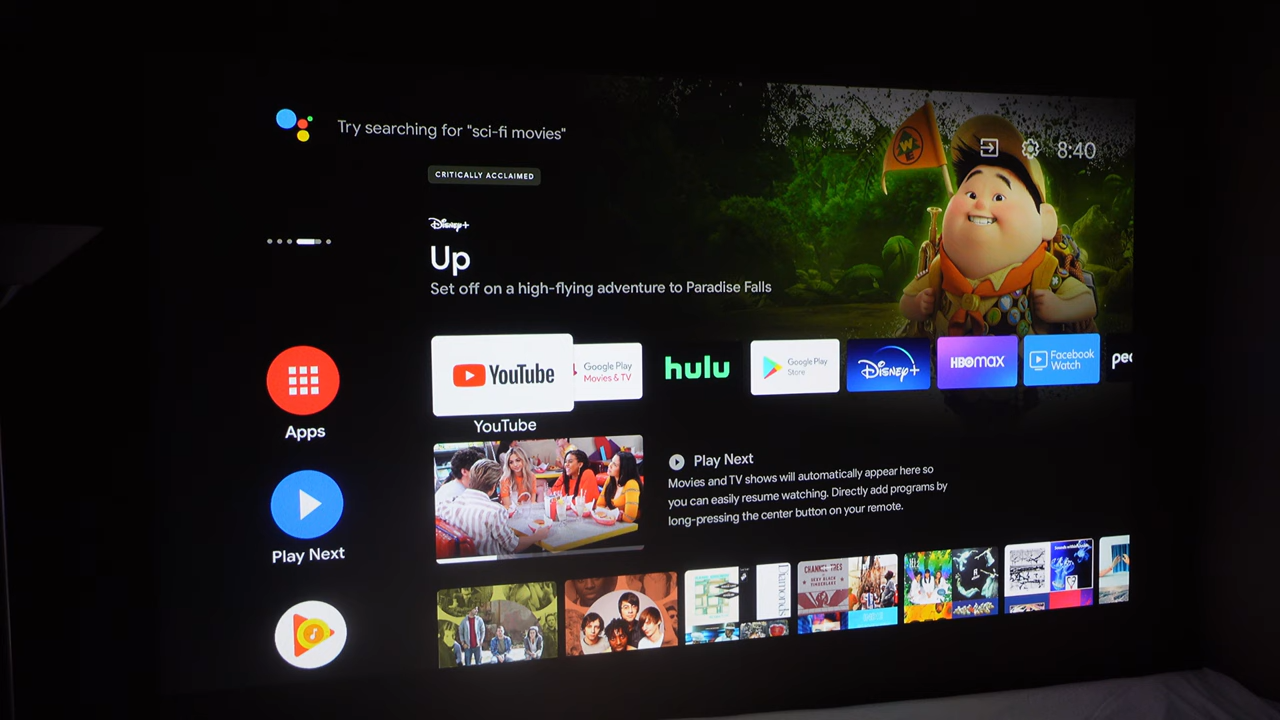 Try searching for "sci-fi movies"
8:40
CRITICALLY ACCLAIMED
Disney+
Up
Set off on a high-flying adventure to Paradise Falls
YouTube
Google Play
Movies & TV
hulu
Google Play
Store
Disney+
HBOMAX
Facebook
Watch
YouTube
Apps
Play Next
Movies and TV shows will automatically appear here so
you can easily resume watching. Directly add programs by
long-pressing the center button on your remote.
Play Next
CHANNEL TRES